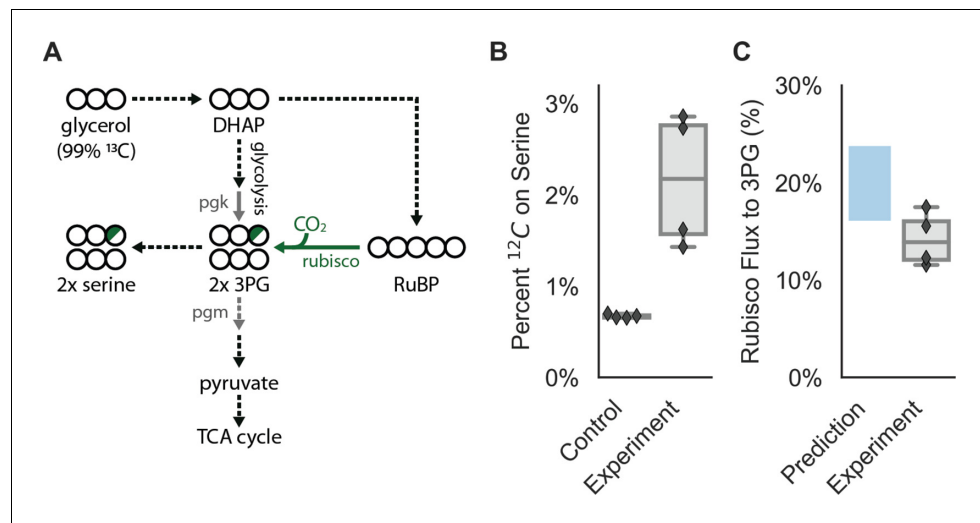 A
glycerol
(99% ¹³C)
DHAP
glycolysis
pgk
CO₂
rubisco
2x serine
2x 3PG
RuBP
pgm
pyruvate
TCA cycle
B
Percent ¹²C on Serine
3%
2%
1%
0%
Control
Experiment
C
Rubisco Flux to 3PG (%)
30%
20%
10%
0%
Prediction
Experiment